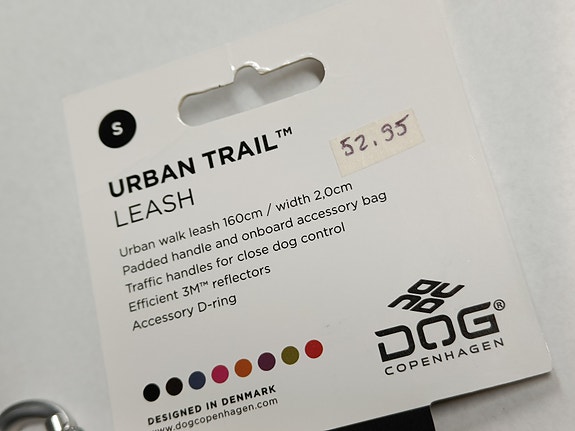 S
URBAN TRAIL™
LEASH
52.95
Urban walk leash 160cm / width 2,0cm
Padded handle and onboard accessory bag
Traffic handles for close dog control
Efficient 3M™ reflectors
Accessory D-ring
DOG®
COPENHAGEN
DESIGNED IN DENMARK
www.dogcopenhagen.com